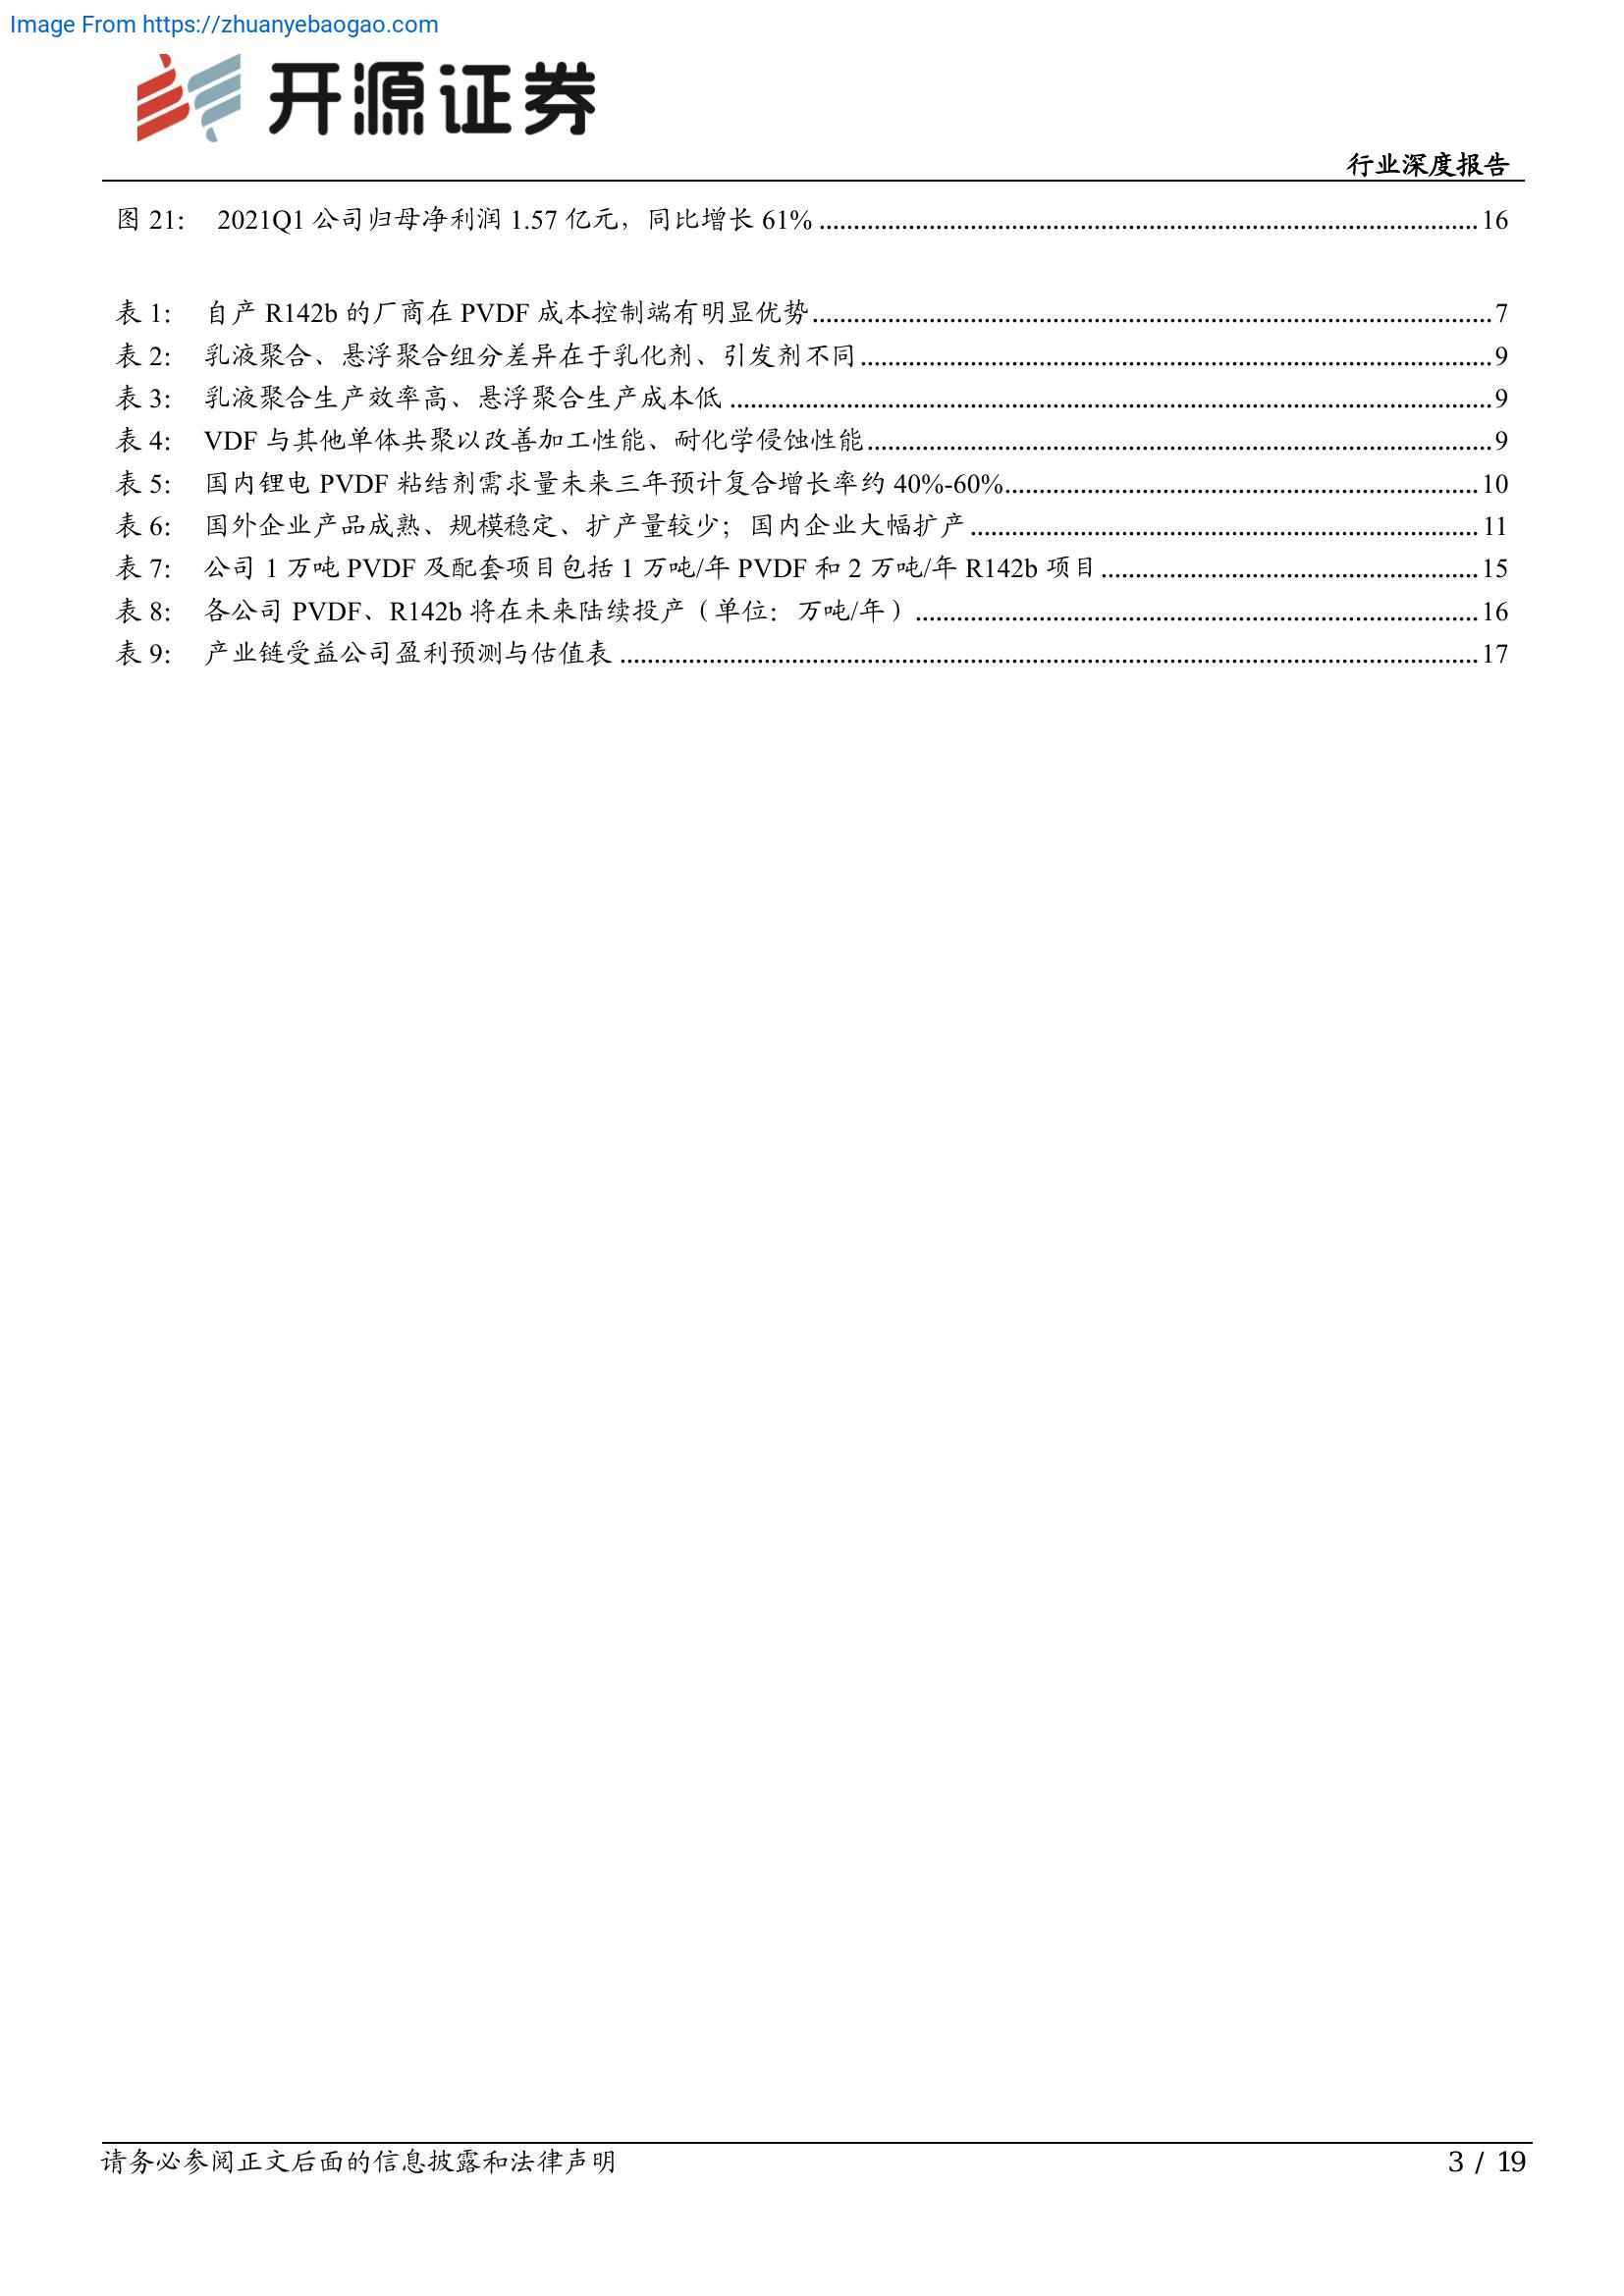 Image From https://zhuanyebaogao.com
开源证券
行业深度报告
图 21： 2021Q1 公司归母净利润 1.57 亿元，同比增长 61% ........ 16
表 1： 自产 R142b 的厂商在 PVDF 成本控制端有明显优势 ........ 7
表 2： 乳液聚合、悬浮聚合组分差异在于乳化剂、引发剂不同 ........ 9
表 3： 乳液聚合生产效率高、悬浮聚合生产成本低 ........ 9
表 4： VDF 与其他单体共聚以改善加工性能、耐化学侵蚀性能 ........ 9
表 5： 国内锂电 PVDF 粘结剂需求量未来三年预计复合增长率约 40%-60% ........ 10
表 6： 国外企业产品成熟、规模稳定、扩产量较少；国内企业大幅扩产 ........ 11
表 7： 公司 1 万吨 PVDF 及配套项目包括 1 万吨/年 PVDF 和 2 万吨/年 R142b 项目 ........ 15
表 8： 各公司 PVDF、R142b 将在未来陆续投产（单位：万吨/年） ........ 16
表 9： 产业链受益公司盈利预测与估值表 ........ 17
请务必参阅正文后面的信息披露和法律声明
3 / 19